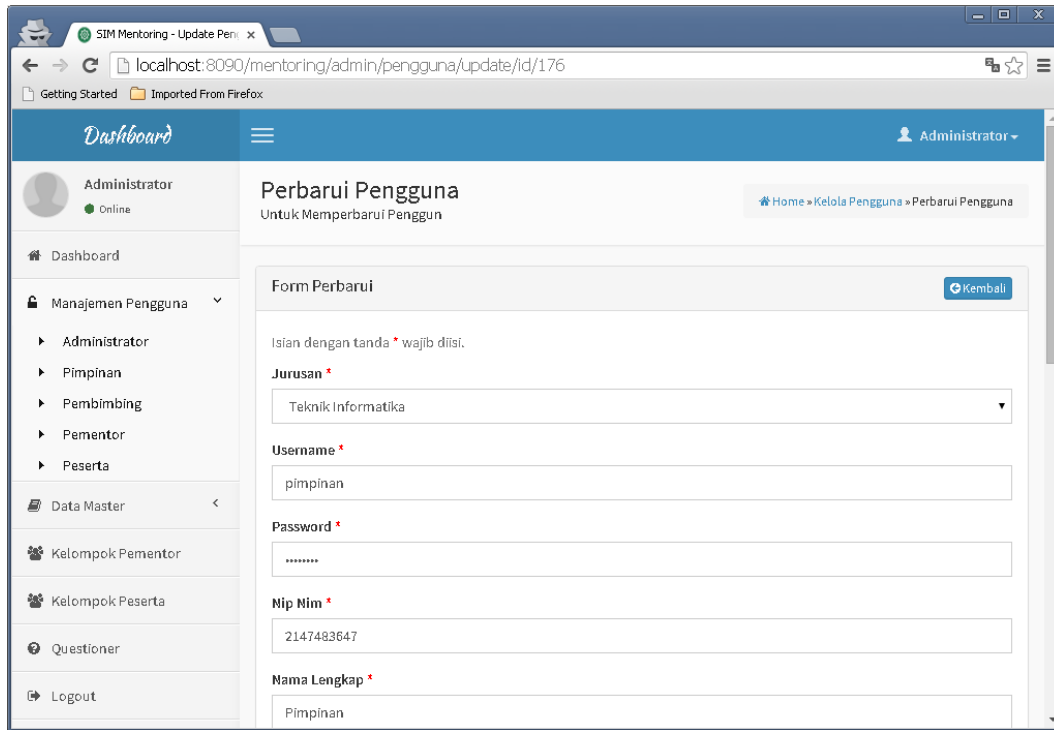 SIM Mentoring - Update Peng
localhost:8090/mentoring/admin/pengguna/update/id/176
Getting Started Imported From Firefox
Dashboard
Administrator
Administrator
Online
Perbarui Pengguna
Untuk Memperbarui Penggun
Home » Kelola Pengguna » Perbarui Pengguna
Dashboard
Manajemen Pengguna
Administrator
Pimpinan
Pembimbing
Pementor
Peserta
Data Master
Kelompok Pementor
Kelompok Peserta
Questioner
Logout
Form Perbarui
Kembali
Isian dengan tanda * wajib diisi.
Jurusan *
Teknik Informatika
Username *
pimpinan
Password *
••••••••
Nip Nim *
2147483647
Nama Lengkap *
Pimpinan